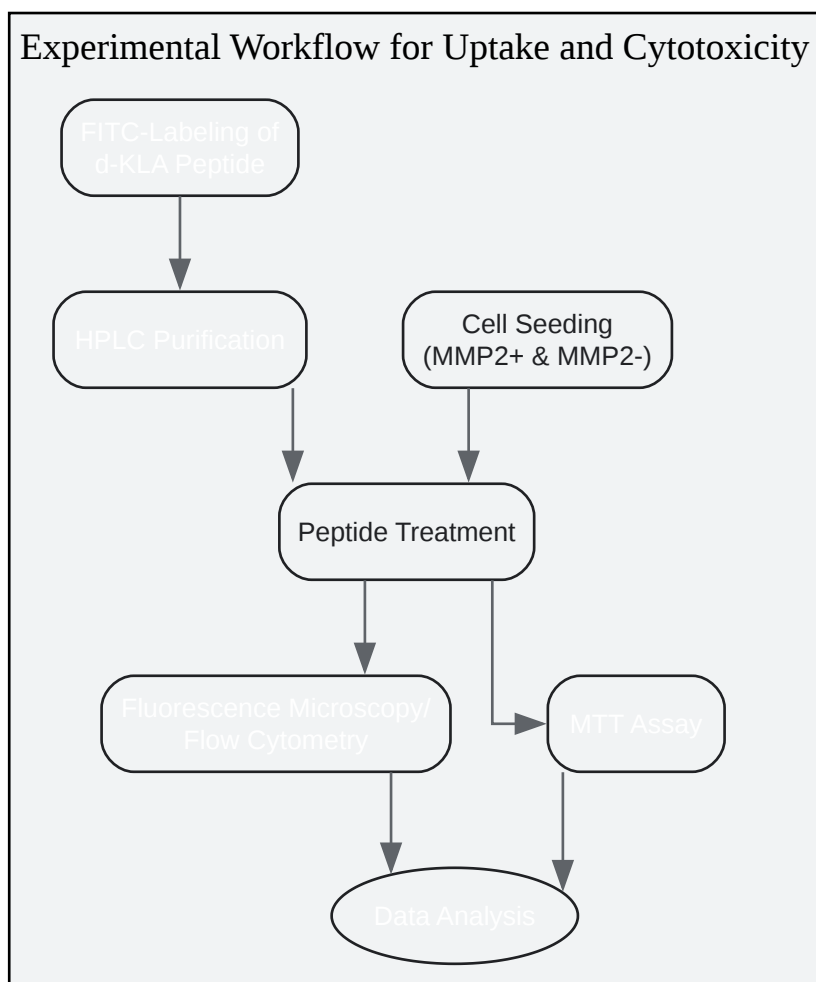 Experimental Workflow for Uptake and Cytotoxicity
FITC-Labeling of
d-KLA Peptide
HPLC Purification
Cell Seeding
(MMP2+ & MMP2-)
Peptide Treatment
Fluorescence Microscopy/
Flow Cytometry
MTT Assay
Data Analysis